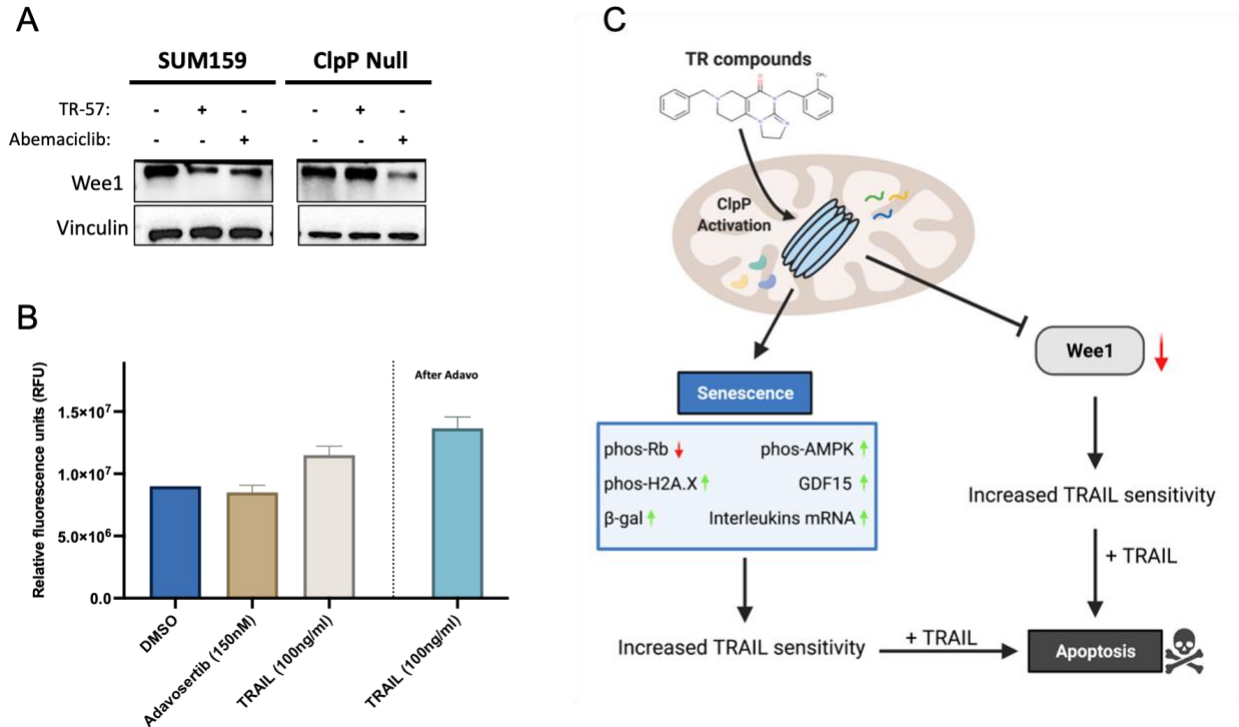 A
SUM159
ClpP Null
TR-57: - + - - + -
Abemaciclib: - - + - - +
Wee1
Vinculin
B
Relative fluorescence units (RFU)
After Adavo
1.5×10⁷
1.0×10⁷
5.0×10⁶
0.0
DMSO
Adavosertib (150nM)
TRAIL (100ng/ml)
TRAIL (100ng/ml)
C
TR compounds
O
CH₃
N
N
N
N
ClpP
Activation
Wee1
Senescence
phos-Rb
phos-AMPK
phos-H2A.X
GDF15
β-gal
Interleukins mRNA
Increased TRAIL sensitivity
+ TRAIL
Increased TRAIL sensitivity
+ TRAIL
Apoptosis